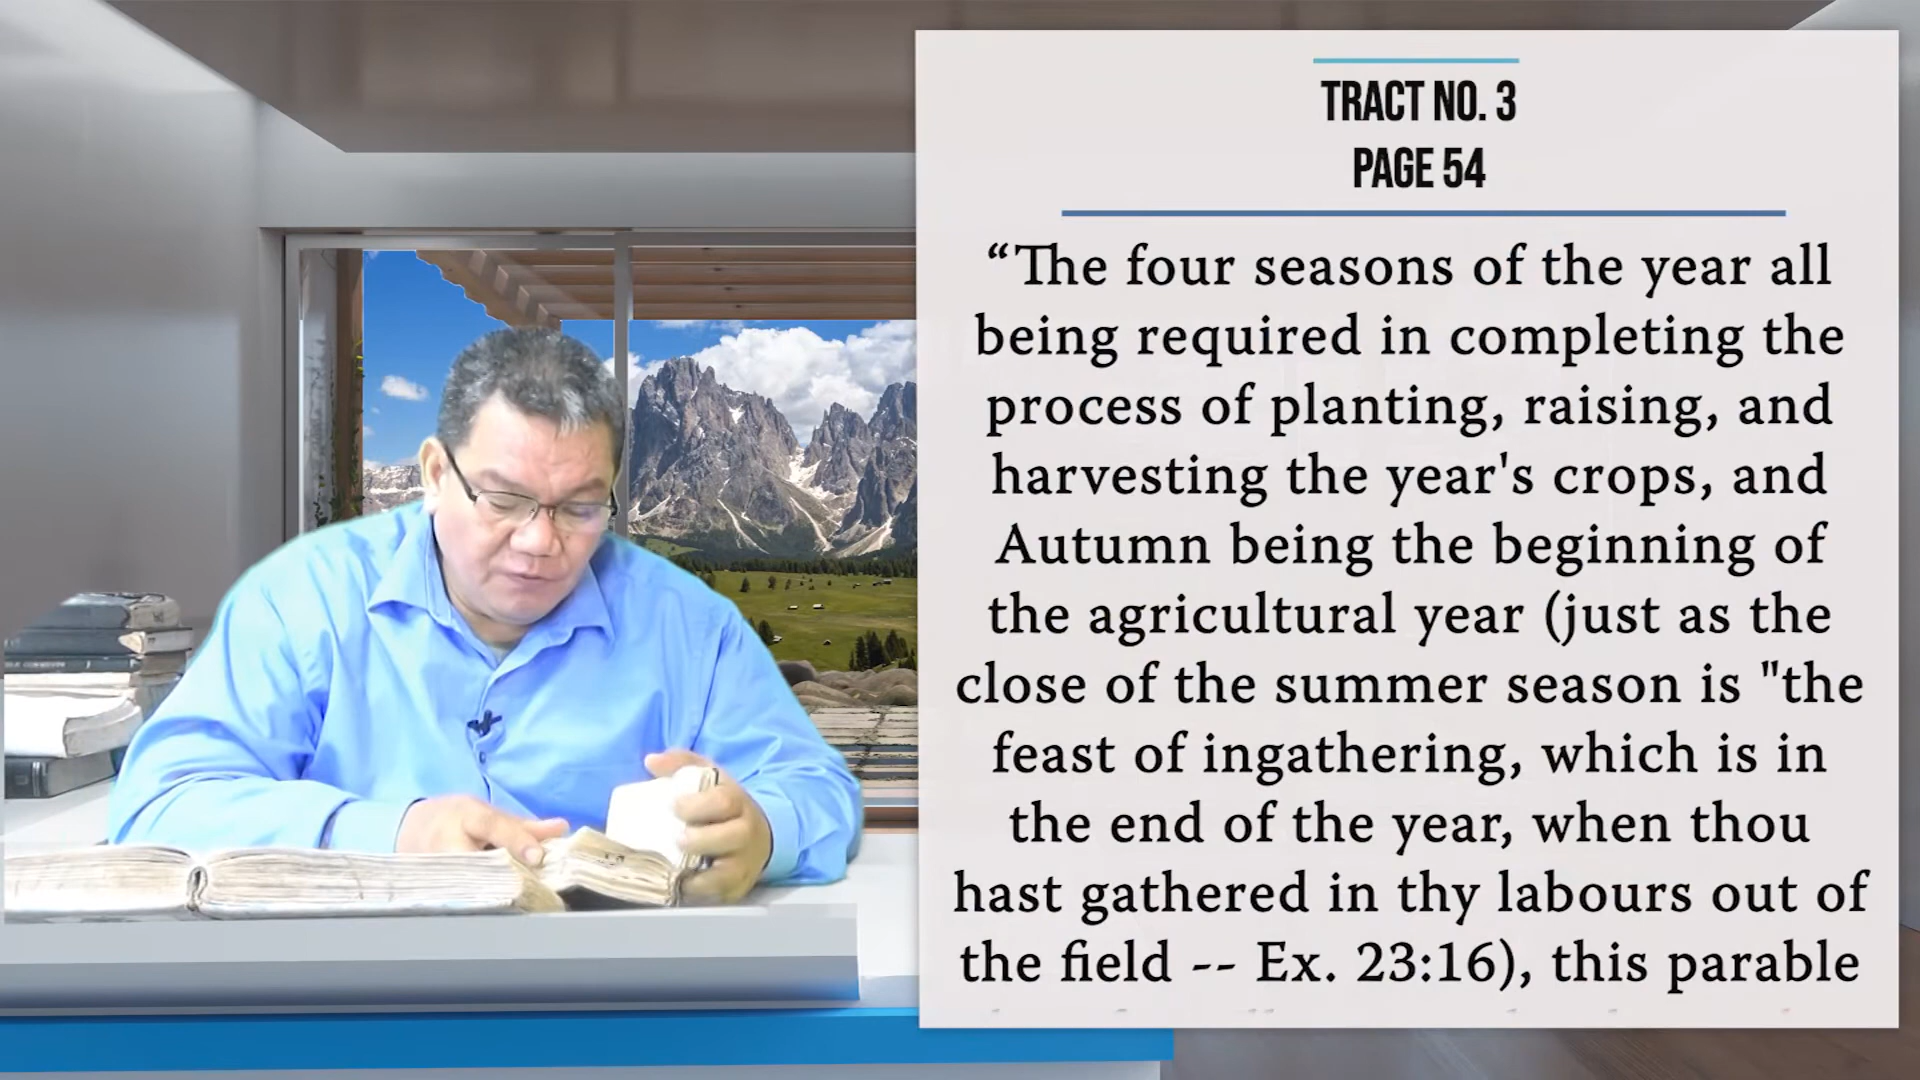 TRACT NO. 3
PAGE 54
“The four seasons of the year all
being required in completing the
process of planting, raising, and
harvesting the year's crops, and
Autumn being the beginning of
the agricultural year (just as the
close of the summer season is "the
feast of ingathering, which is in
the end of the year, when thou
hast gathered in thy labours out of
the field -- Ex. 23:16), this parable